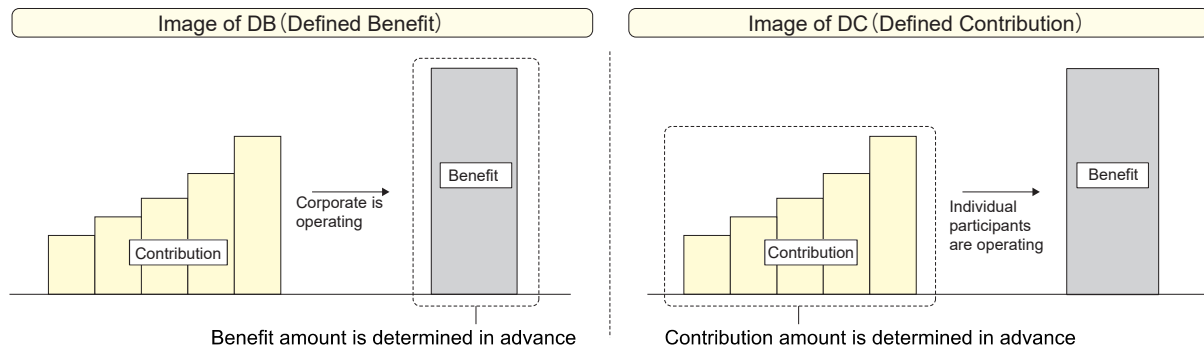 Image of DB（Defined Benefit）
Contribution
Corporate is
operating
Benefit
Benefit amount is determined in advance
Image of DC（Defined Contribution）
Contribution
Individual
participants
are operating
Benefit
Contribution amount is determined in advance